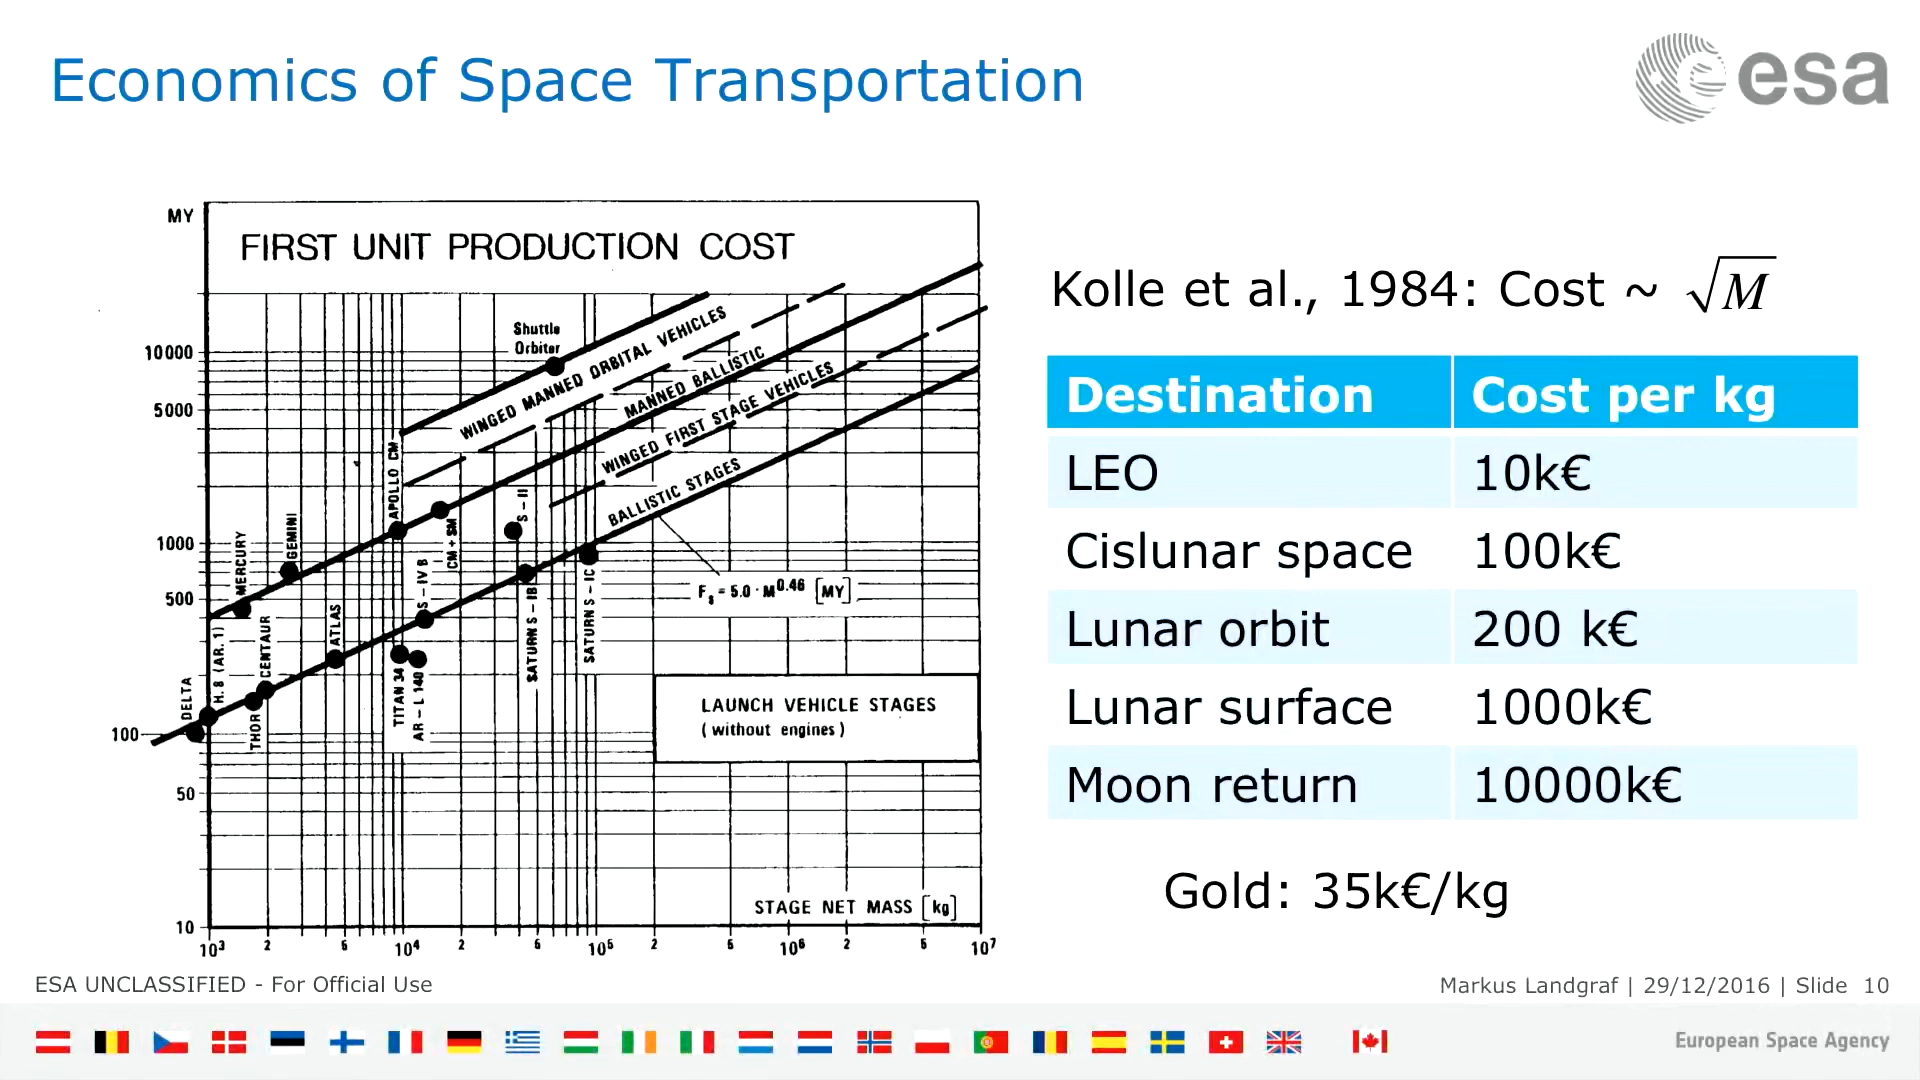 Economics of Space Transportation
esa
MY
FIRST UNIT PRODUCTION COST
Shuttle
Orbiter
WINGED MANNED ORBITAL VEHICLES
MANNED BALLISTIC
WINGED FIRST STAGE VEHICLES
BALLISTIC STAGES
10000
5000
1000
500
100
50
10
DELTA
H. 8 (AR. 1)
MERCURY
THOR
CENTAUR
GEMINI
ATLAS
APOLLO CM
TITAN 34
AR – L 140
S – IV B
CM + SM
S – II
SATURN S – IB
SATURN S – IC
Fₛ = 5.0 · M^0.46 [MY]
LAUNCH VEHICLE STAGES
( without engines )
STAGE NET MASS [kg]
10³ 2 5 10⁴ 2 5 10⁵ 2 5 10⁶ 2 5 10⁷
Kolle et al., 1984: Cost ~ √M
Destination Cost per kg
LEO 10k€
Cislunar space 100k€
Lunar orbit 200 k€
Lunar surface 1000k€
Moon return 10000k€
Gold: 35k€/kg
ESA UNCLASSIFIED - For Official Use
Markus Landgraf | 29/12/2016 | Slide 10
European Space Agency